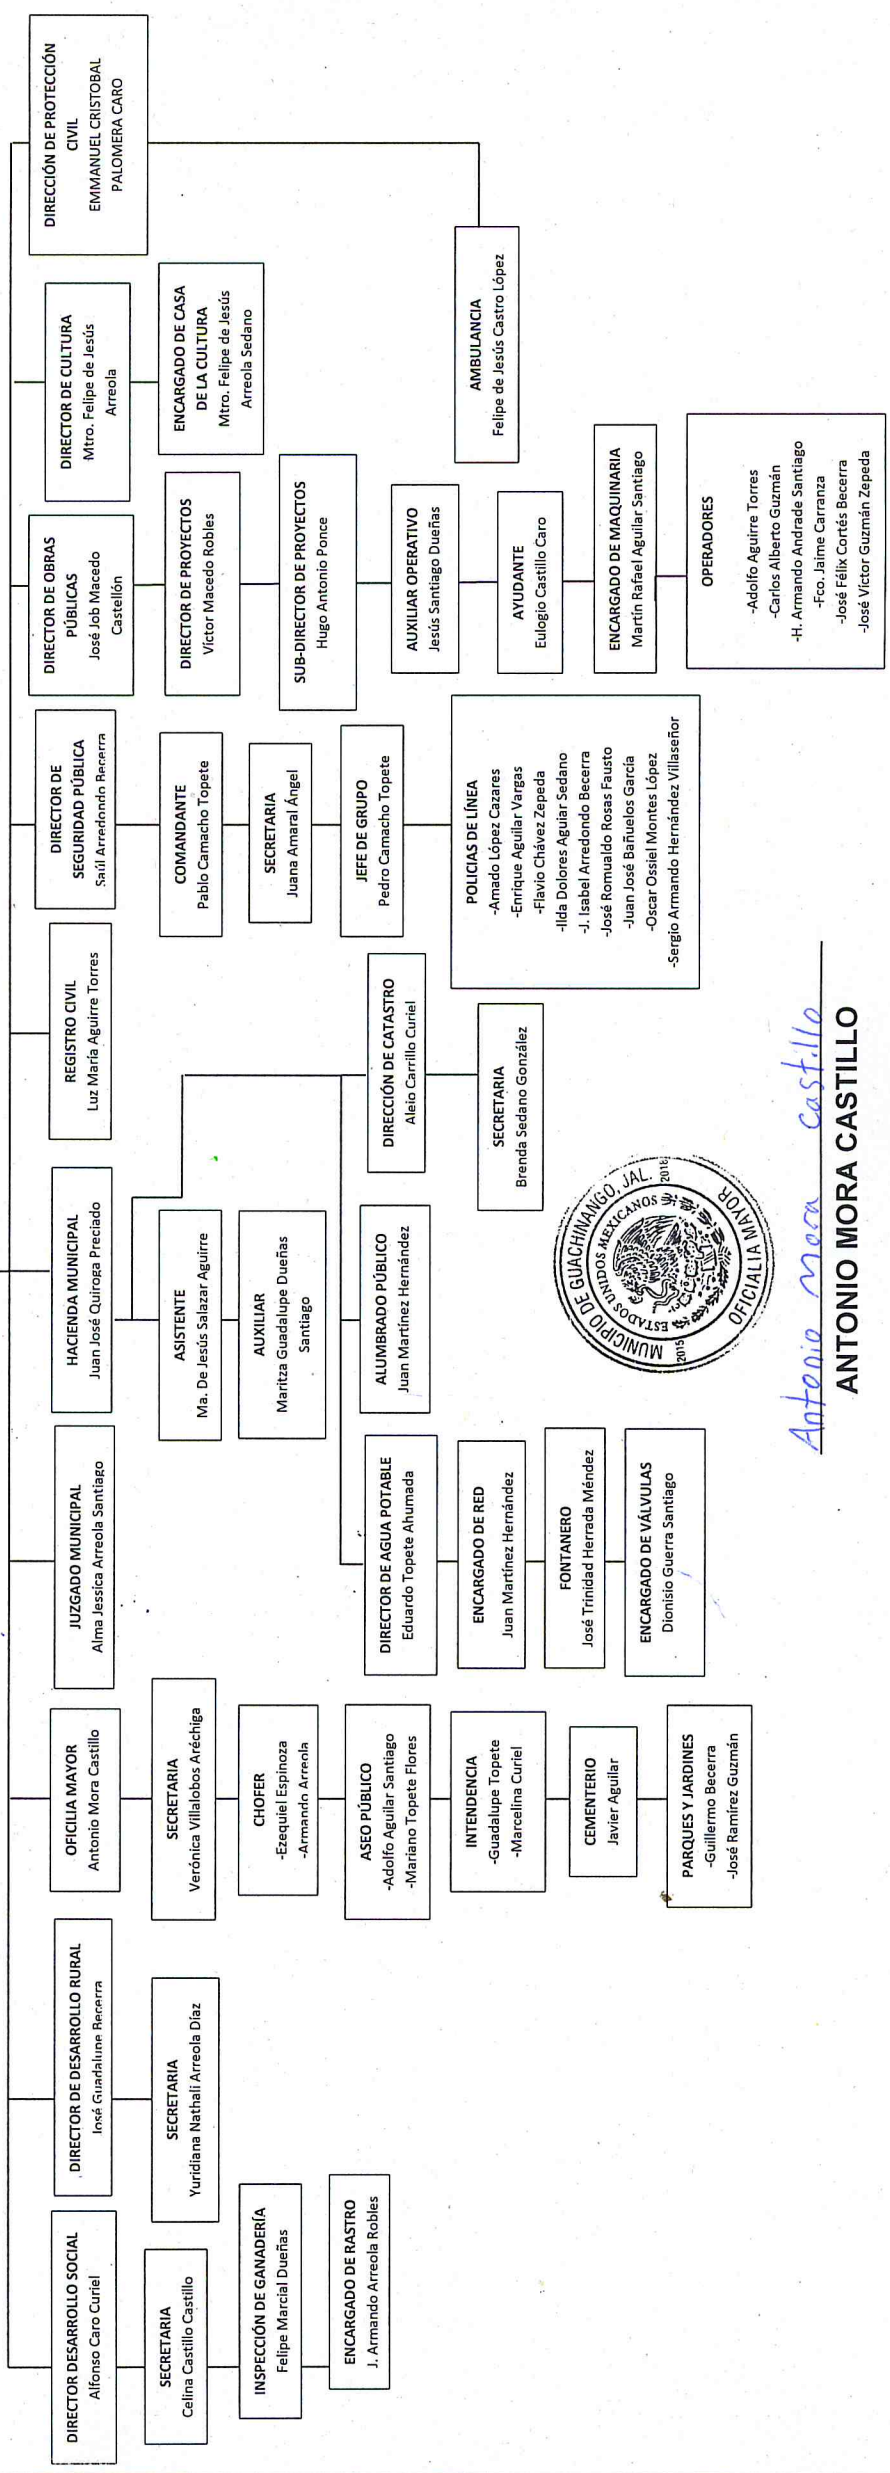 DIRECTOR DESARROLLO SOCIAL
Alfonso Caro Curiel
SECRETARIA
Celina Castillo Castillo
INSPECCIÓN DE GANADERÍA
Felipe Marcial Dueñas
ENCARGADO DE RASTRO
J. Armando Arreola Robles
DIRECTOR DE DESARROLLO RURAL
José Guadalupe Becerra
SECRETARIA
Yuridiana Nathali Arreola Díaz
OFICILIA MAYOR
Antonio Mora Castillo
SECRETARIA
Verónica Villalobos Aréchiga
CHOFER
-Ezequiel Espinoza
-Armando Arreola
ASEO PÚBLICO
-Adolfo Aguilar Santiago
-Mariano Topete Flores
INTENDENCIA
-Guadalupe Topete
-Marcelina Curiel
CEMENTERIO
Javier Aguilar
PARQUES Y JARDINES
-Guillermo Becerra
-José Ramírez Guzmán
JUZGADO MUNICIPAL
Alma Jessica Arreola Santiago
HACIENDA MUNICIPAL
Juan José Quiroga Preciado
ASISTENTE
Ma. De Jesús Salazar Aguirre
AUXILIAR
Maritza Guadalupe Dueñas
Santiago
DIRECTOR DE AGUA POTABLE
Eduardo Topete Ahumada
ENCARGADO DE RED
Juan Martínez Hernández
FONTANERO
José Trinidad Herrada Méndez
ENCARGADO DE VÁLVULAS
Dionisio Guerra Santiago
ALUMBRADO PÚBLICO
Juan Martínez Hernández
DIRECCIÓN DE CATASTRO
Alejo Carrillo Curiel
SECRETARIA
Brenda Sedano González
REGISTRO CIVIL
Luz María Aguirre Torres
DIRECTOR DE
SEGURIDAD PÚBLICA
Saúl Arredondo Becerra
COMANDANTE
Pablo Camacho Topete
SECRETARIA
Juana Amaral Ángel
JEFE DE GRUPO
Pedro Camacho Topete
POLICIAS DE LÍNEA
-Amado López Cazares
-Enrique Aguilar Vargas
-Flavio Chávez Zepeda
-Ilda Dolores Aguiar Sedano
-J. Isabel Arredondo Becerra
-José Romualdo Rosas Fausto
-Juan José Bañuelos García
-Oscar Ossiel Montes López
-Sergio Armando Hernández Villaseñor
DIRECTOR DE OBRAS
PÚBLICAS
José Job Macedo
Castellón
DIRECTOR DE PROYECTOS
Víctor Macedo Robles
SUB-DIRECTOR DE PROYECTOS
Hugo Antonio Ponce
AUXILIAR OPERATIVO
Jesús Santiago Dueñas
AYUDANTE
Eulogio Castillo Caro
ENCARGADO DE MAQUINARIA
Martín Rafael Aguilar Santiago
OPERADORES
-Adolfo Aguirre Torres
-Carlos Alberto Guzmán
-H. Armando Andrade Santiago
-Fco. Jaime Carranza
-José Félix Cortés Becerra
-José Víctor Guzmán Zepeda
DIRECTOR DE CULTURA
Mtro. Felipe de Jesús
Arreola
ENCARGADO DE CASA
DE LA CULTURA
Mtro. Felipe de Jesús
Arreola Sedano
DIRECCIÓN DE PROTECCIÓN
CIVIL
EMMANUEL CRISTOBAL
PALOMERA CARO
AMBULANCIA
Felipe de Jesús Castro López
MUNICIPIO DE GUACHINANGO, JAL.
ESTADOS UNIDOS MEXICANOS
2015 2018
OFICIALIA MAYOR
Antonio Mora Castillo
ANTONIO MORA CASTILLO